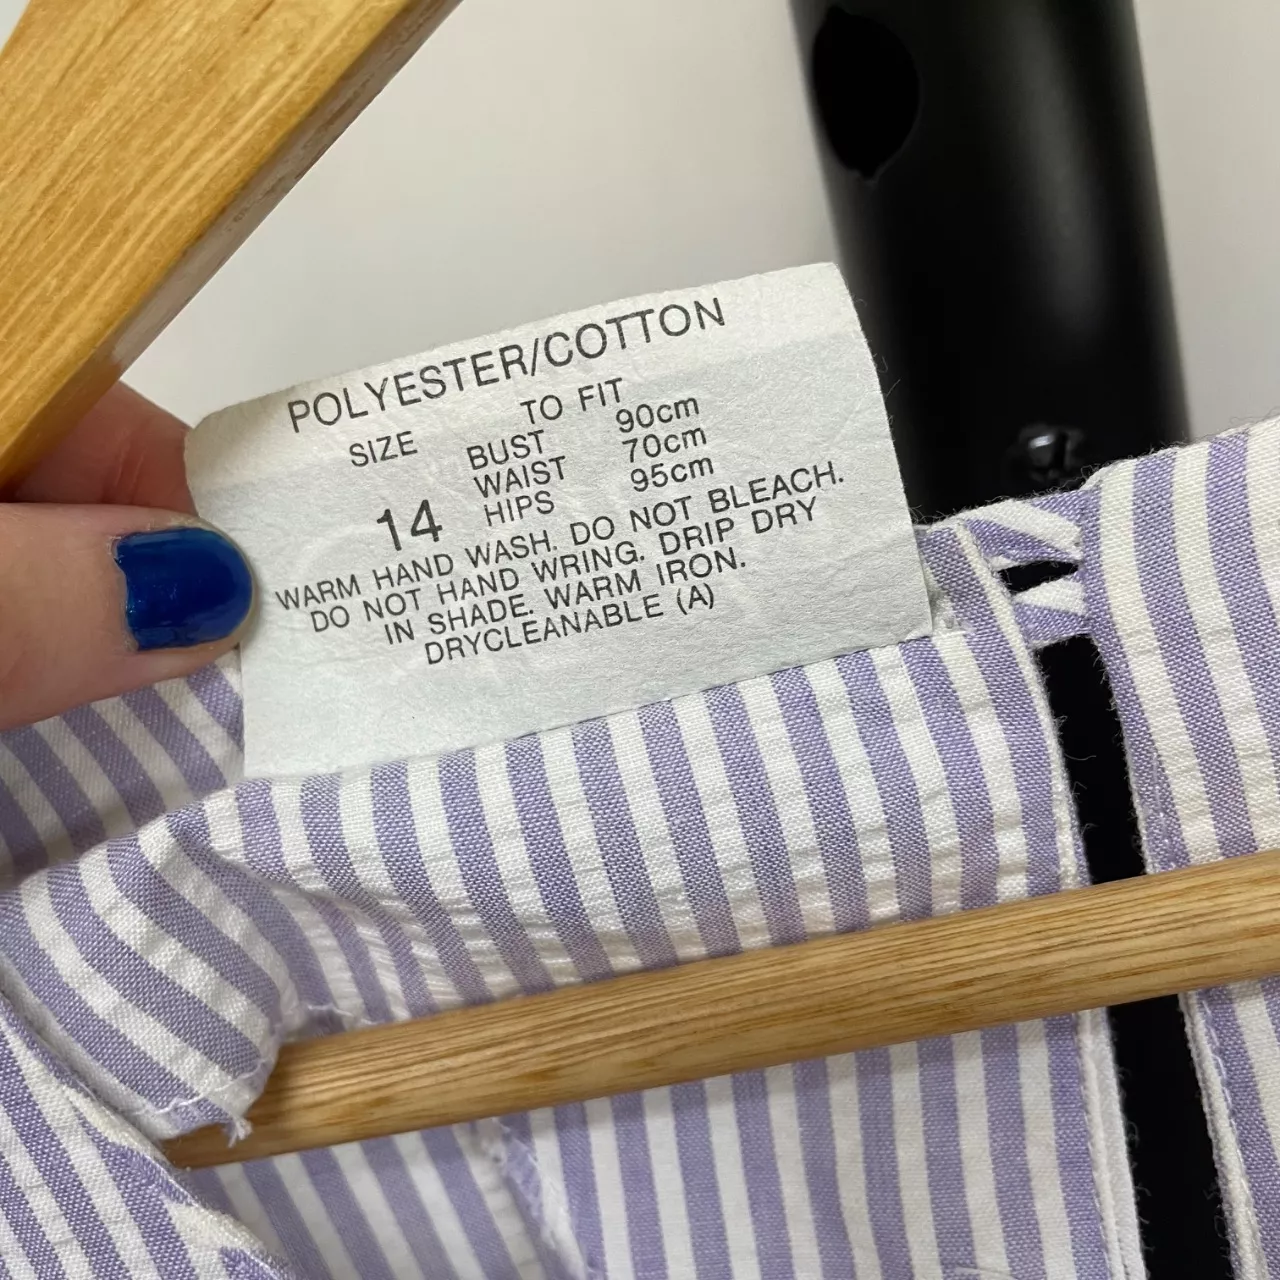 POLYESTER/COTTON
SIZE TO FIT
BUST 90cm
WAIST 70cm
14 HIPS 95cm
WARM HAND WASH. DO NOT BLEACH.
DO NOT HAND WRING. DRIP DRY
IN SHADE. WARM IRON.
DRYCLEANABLE (A)